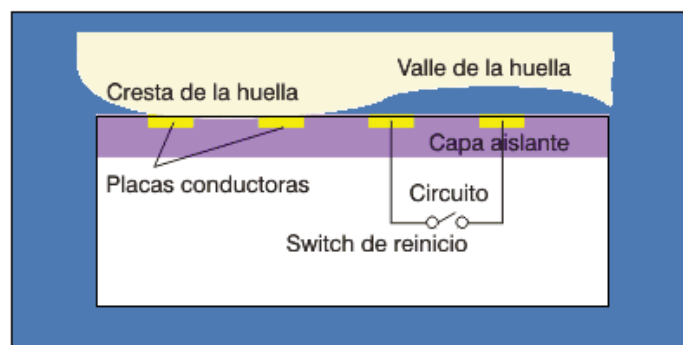 Valle de la huella
Cresta de la huella
Capa aislante
Placas conductoras
Circuito
Switch de reinicio